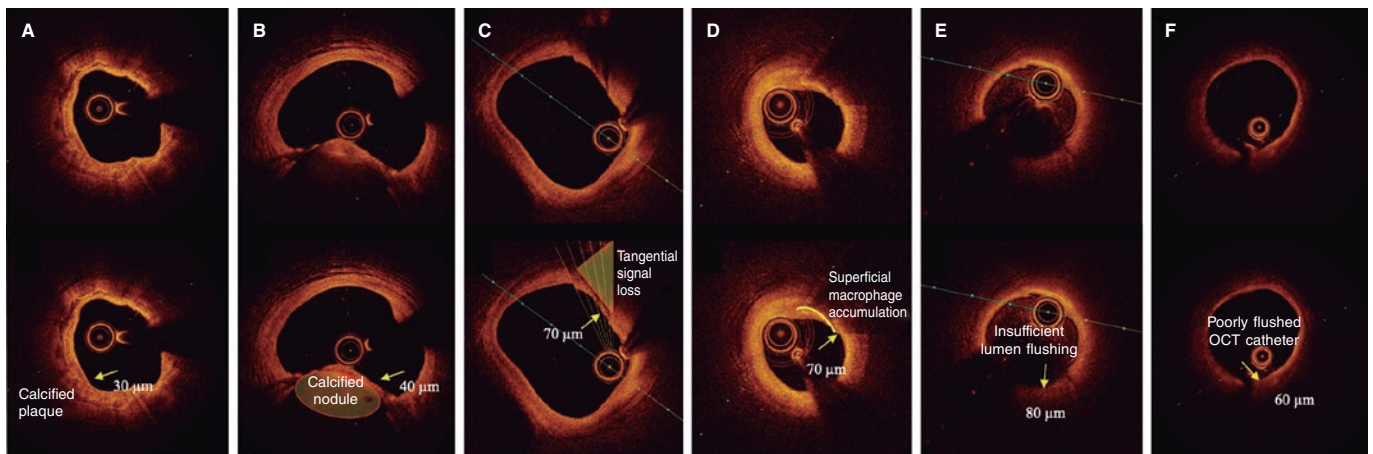 A
B
C
D
E
F
Calcified
plaque
30 μm
Calcified
nodule
40 μm
Tangential
signal
loss
70 μm
Superficial
macrophage
accumulation
70 μm
Insufficient
lumen flushing
80 μm
Poorly flushed
OCT catheter
60 μm